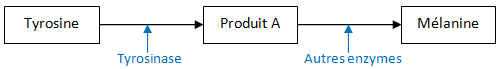 Tyrosine
Produit A
Mélanine
Tyrosinase
Autres enzymes